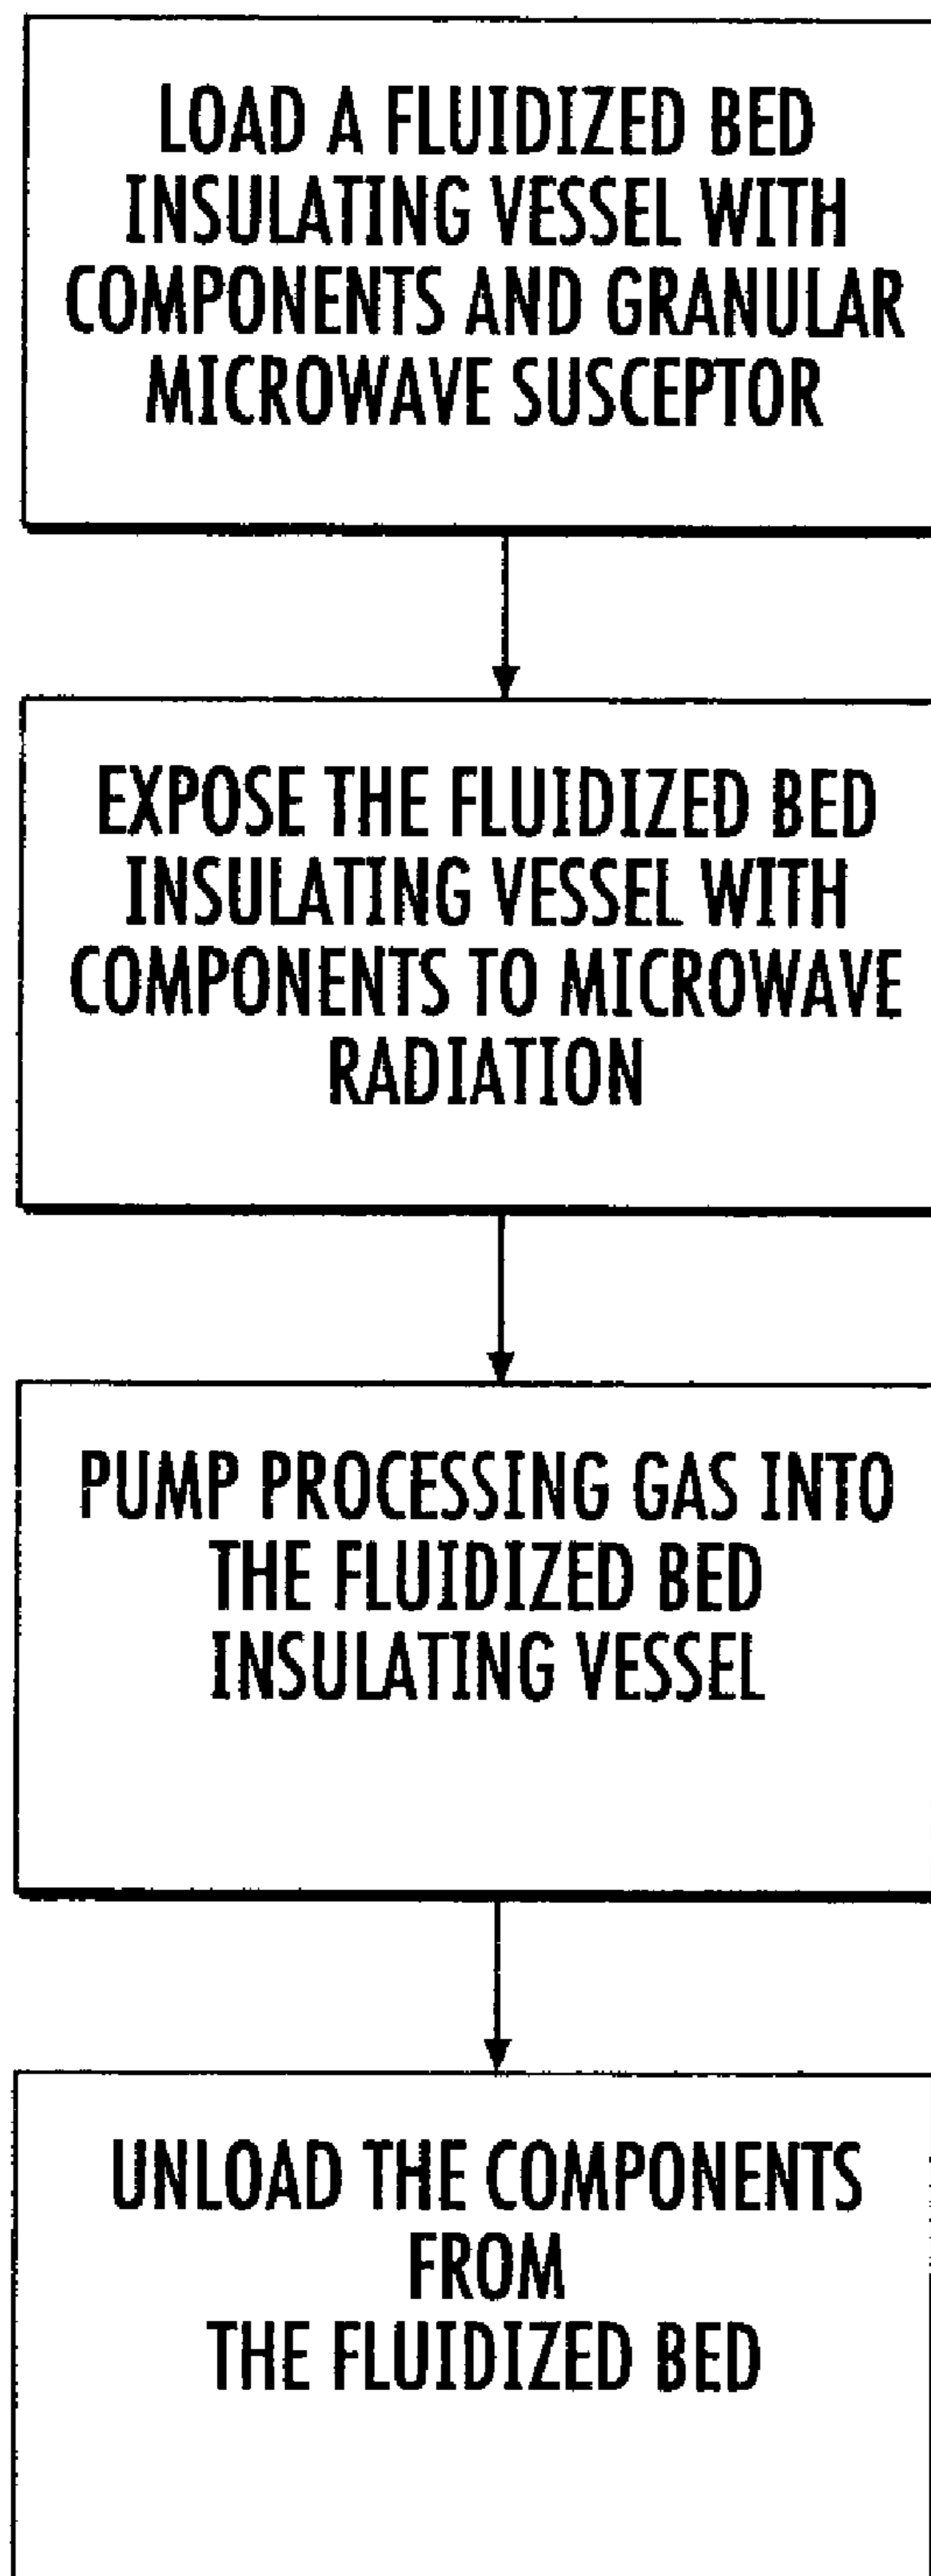 LOAD A FLUIDIZED BED
INSULATING VESSEL WITH
COMPONENTS AND GRANULAR
MICROWAVE SUSCEPTOR
EXPOSE THE FLUIDIZED BED
INSULATING VESSEL WITH
COMPONENTS TO MICROWAVE
RADIATION
PUMP PROCESSING GAS INTO
THE FLUIDIZED BED
INSULATING VESSEL
UNLOAD THE COMPONENTS
FROM
THE FLUIDIZED BED